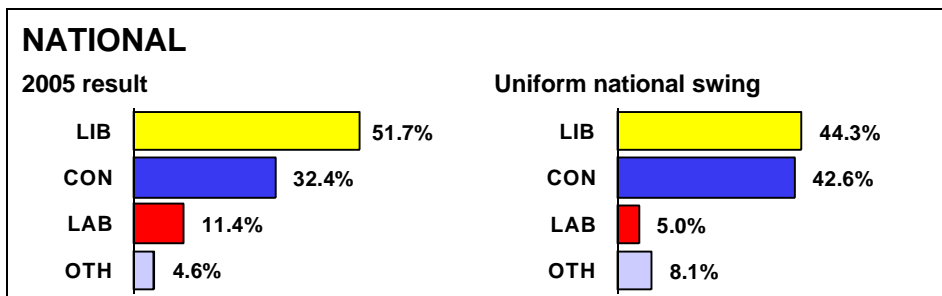 NATIONAL
2005 result
LIB 51.7%
CON 32.4%
LAB 11.4%
OTH 4.6%
Uniform national swing
LIB 44.3%
CON 42.6%
LAB 5.0%
OTH 8.1%